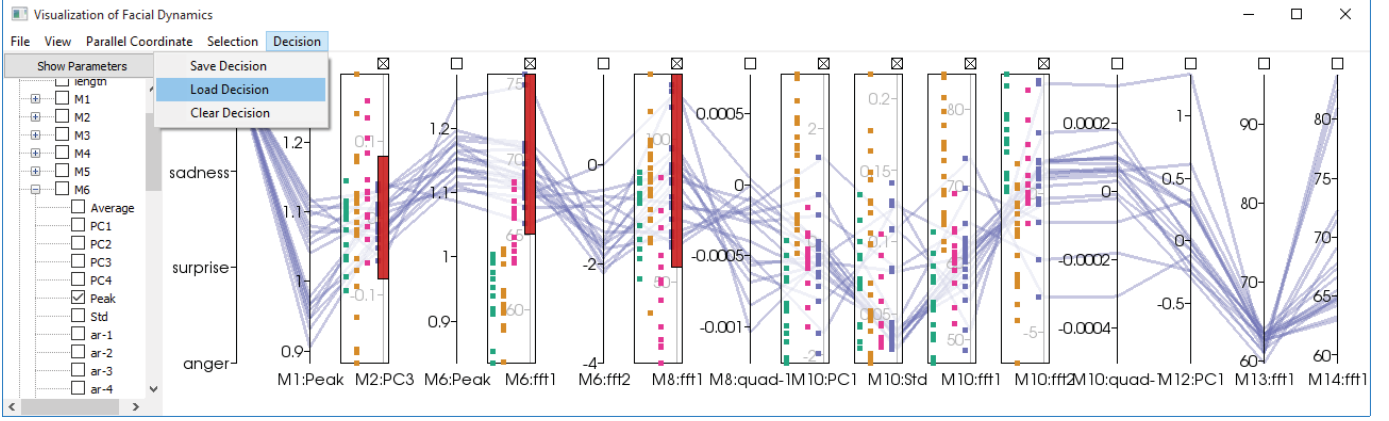 Visualization of Facial Dynamics
File View Parallel Coordinate Selection Decision
Show Parameters
Save Decision
Load Decision
Clear Decision
length
M1
M2
M3
M4
M5
M6
Average
PC1
PC2
PC3
PC4
Peak
Std
ar-1
ar-2
ar-3
ar-4
sadness
surprise
anger
1.2
1.1
1
0.9
0.1
-0.1
1.2
1.1
1
0.9
75
70
65
60
0
-2
-4
100
50
0.0005
0
-0.0005
-0.001
2
-2
0.2
0.15
0.1
0.05
80
70
50
-5
0.0002
0
-0.0002
-0.0004
1
0.5
0
-0.5
90
80
70
60
80
75
70
65
60
M1:Peak M2:PC3 M6:Peak M6:fft1 M6:fft2 M8:fft1 M8:quad-1 M10:PC1 M10:Std M10:fft1 M10:fft2 M10:quad- M12:PC1 M13:fft1 M14:fft1